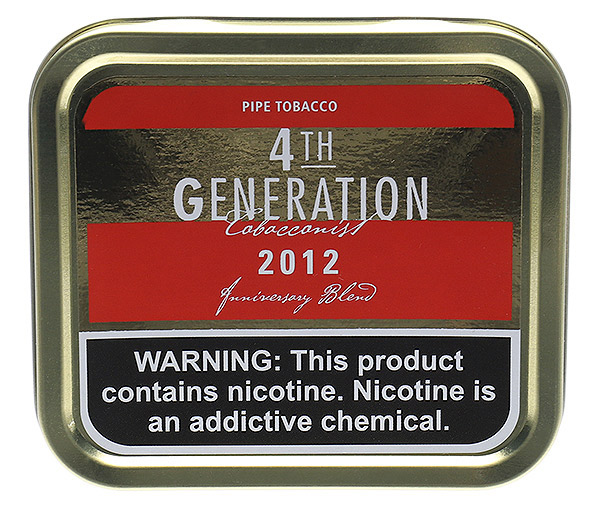 PIPE TOBACCO
4TH
GENERATION
Tobacconist
2012
Anniversary Blend
WARNING: This product
contains nicotine. Nicotine is
an addictive chemical.